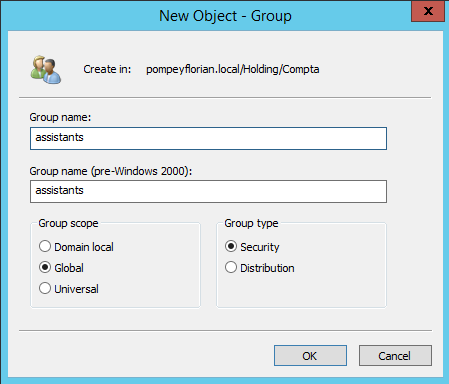 New Object - Group
x
Create in: pompeyflorian.local/Holding/Compta
Group name:
assistants
Group name (pre-Windows 2000):
assistants
Group scope
Domain local
Global
Universal
Group type
Security
Distribution
OK
Cancel